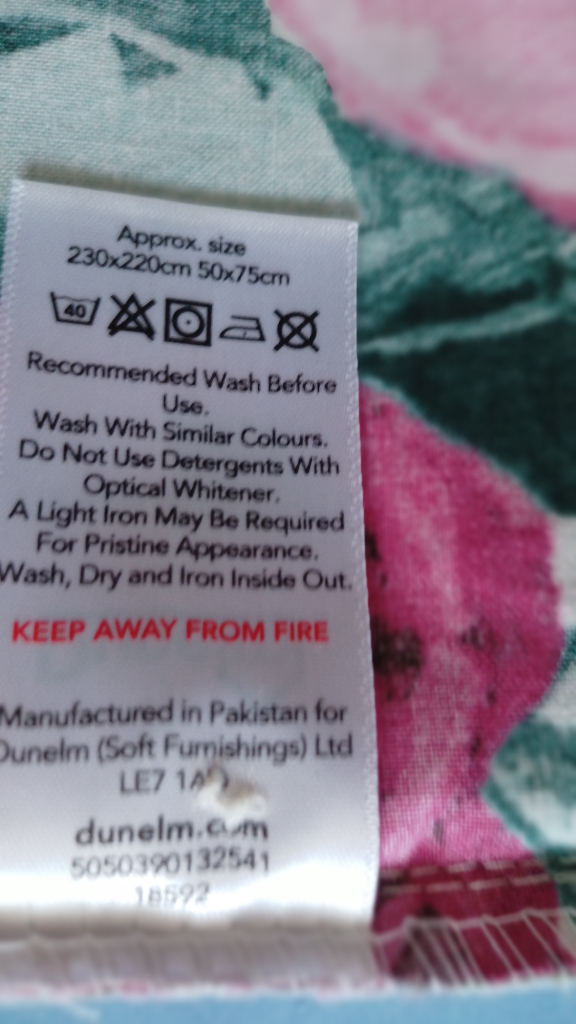 Approx. size
230x220cm 50x75cm
40
Recommended Wash Before
Use.
Wash With Similar Colours.
Do Not Use Detergents With
Optical Whitener.
A Light Iron May Be Required
For Pristine Appearance.
Wash, Dry and Iron Inside Out.
KEEP AWAY FROM FIRE
Manufactured in Pakistan for
Dunelm (Soft Furnishings) Ltd
LE7
dunelm.com
5050390132541
18592